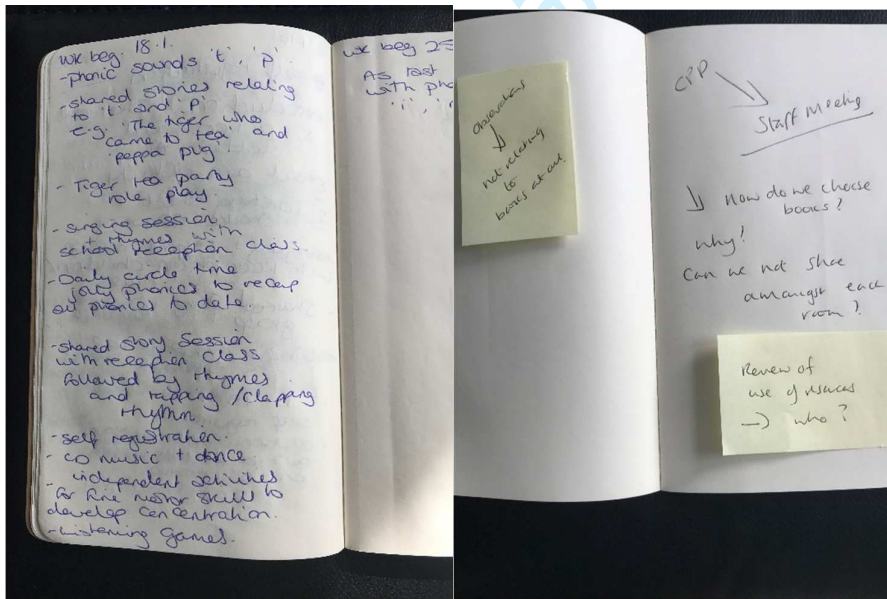 wk beg. 18.1.
-phonic sounds 't', 'p'
-shared stories relating
to 't' and 'p'
e.g. 'The tiger who
came to tea' and
peppa pig'
- Tiger tea party
role play.
- singing session
+ rhymes with
school reception class.
-Daily circle time
jolly phonics to recap
all phonics to date.
-shared story session
with reception class
followed by rhymes
and tapping /clapping
rhythm.
-self registration.
- CD music + dance
- independent activities
for fine motor skill to
develop concentration.
-Listening games.
wk beg 25
As last
with pho
'i',
Observations
not relating
to
books at all!
CPP
Staff Meeting
How do we choose
books?
why?
Can we not share
amongst each
room?
Review of
use of resources
→ who?